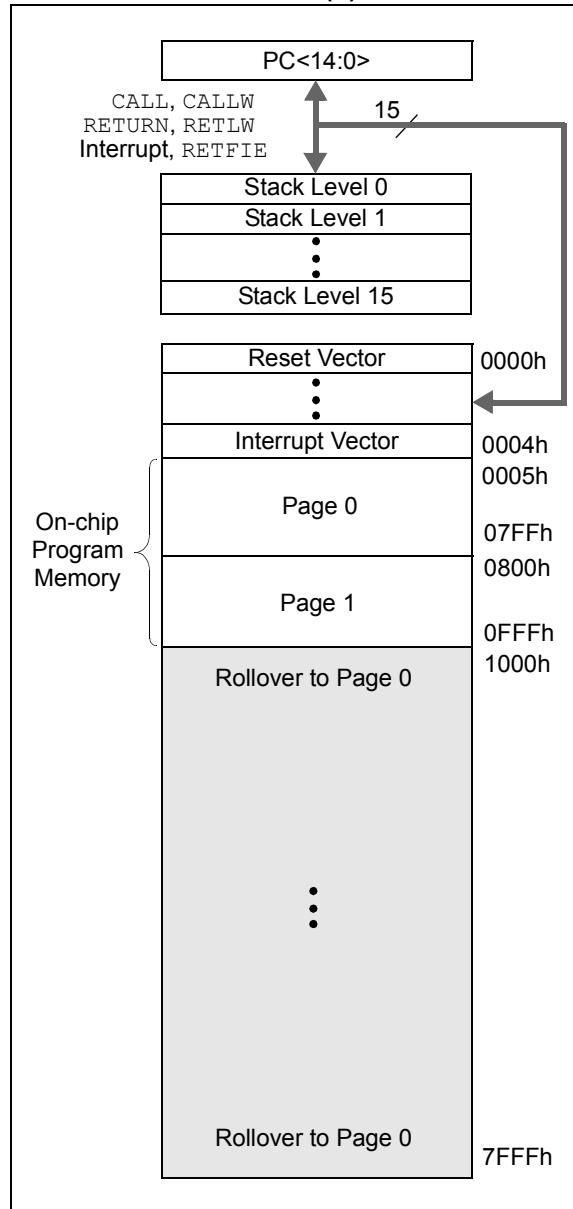 PC<14:0>
CALL, CALLW
RETURN, RETLW
Interrupt, RETFIE
15
Stack Level 0
Stack Level 1
Stack Level 15
Reset Vector
0000h
Interrupt Vector
0004h
0005h
On-chip
Program
Memory
Page 0
07FFh
0800h
Page 1
0FFFh
1000h
Rollover to Page 0
Rollover to Page 0
7FFFh